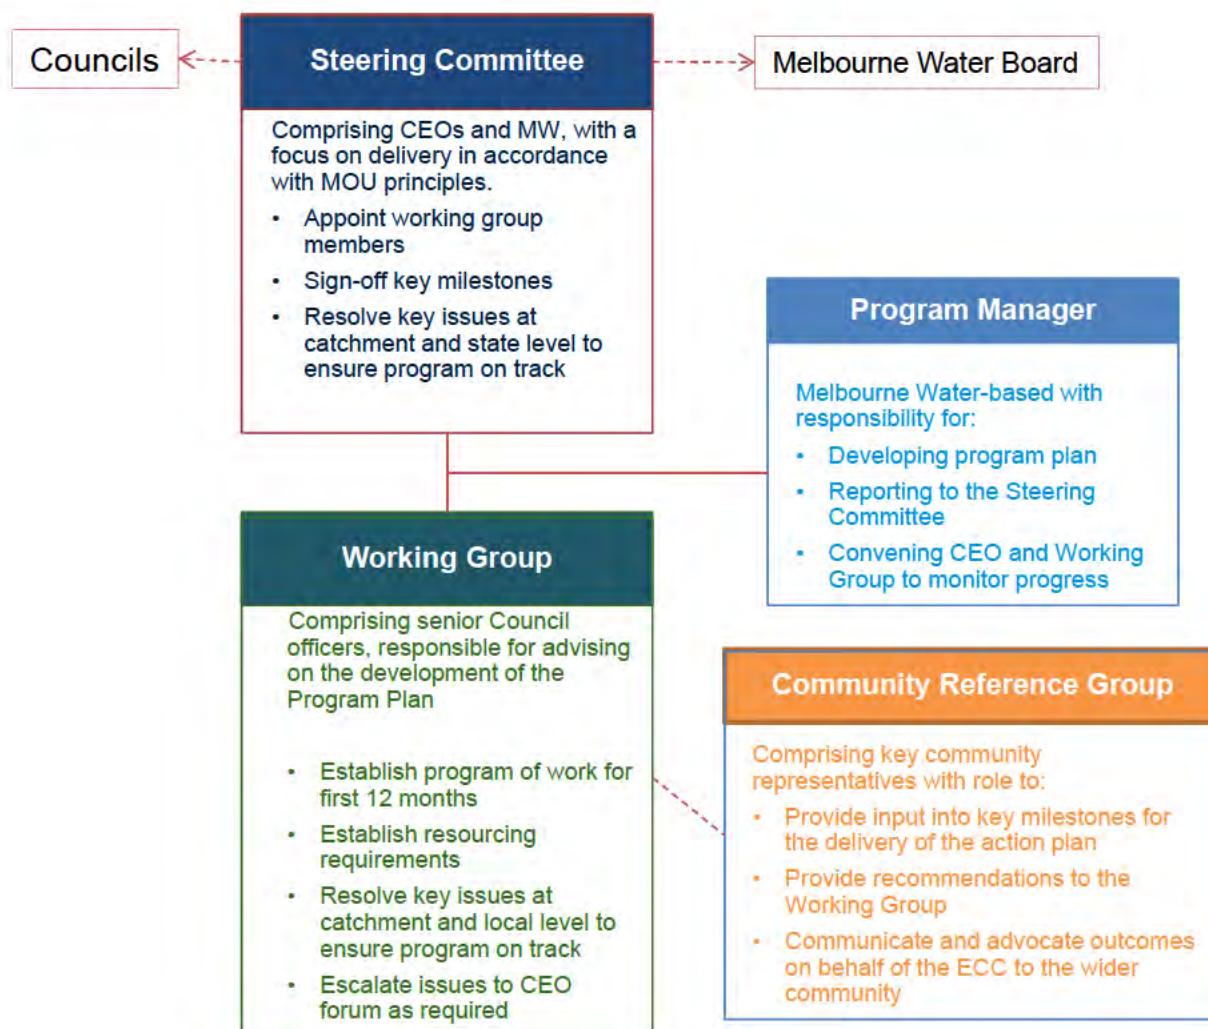 Councils
Steering Committee
Melbourne Water Board
Comprising CEOs and MW, with a
focus on delivery in accordance
with MOU principles.
• Appoint working group
members
• Sign-off key milestones
• Resolve key issues at
catchment and state level to
ensure program on track
Program Manager
Melbourne Water-based with
responsibility for:
• Developing program plan
• Reporting to the Steering
Committee
• Convening CEO and Working
Group to monitor progress
Working Group
Comprising senior Council
officers, responsible for advising
on the development of the
Program Plan
• Establish program of work for
first 12 months
• Establish resourcing
requirements
• Resolve key issues at
catchment and local level to
ensure program on track
• Escalate issues to CEO
forum as required
Community Reference Group
Comprising key community
representatives with role to:
• Provide input into key milestones for
the delivery of the action plan
• Provide recommendations to the
Working Group
• Communicate and advocate outcomes
on behalf of the ECC to the wider
community